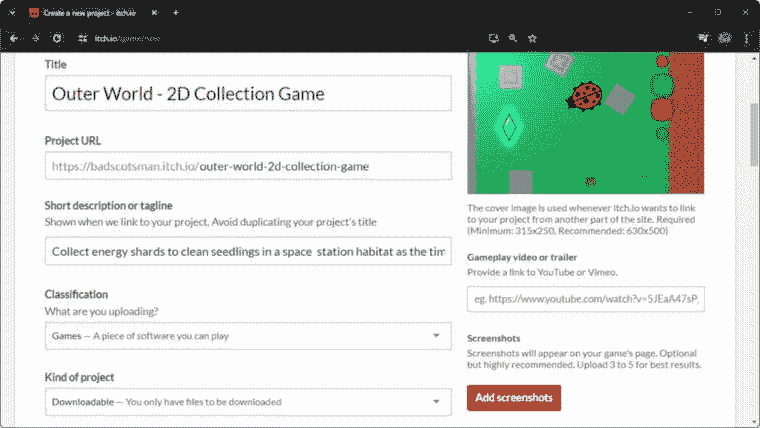 Create a new project - itch.io
itch.io/game/new
Title
Outer World - 2D Collection Game
Project URL
https://badscotsman.itch.io/outer-world-2d-collection-game
Short description or tagline
Shown when we link to your project. Avoid duplicating your project's title
Collect energy shards to clean seedlings in a space station habitat as the tim
Classification
What are you uploading?
Games — A piece of software you can play
Kind of project
Downloadable — You only have files to be downloaded
The cover image is used whenever itch.io wants to link
to your project from another part of the site. Required
(Minimum: 315x250, Recommended: 630x500)
Gameplay video or trailer
Provide a link to YouTube or Vimeo.
eg. https://www.youtube.com/watch?v=5JEaA47sP
Screenshots
Screenshots will appear on your game's page. Optional
but highly recommended. Upload 3 to 5 for best results.
Add screenshots